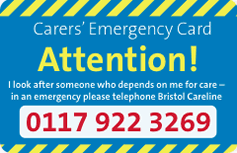 Carers’ Emergency Card
Attention!
I look after someone who depends on me for care –
in an emergency please telephone Bristol Careline
0117 922 3269